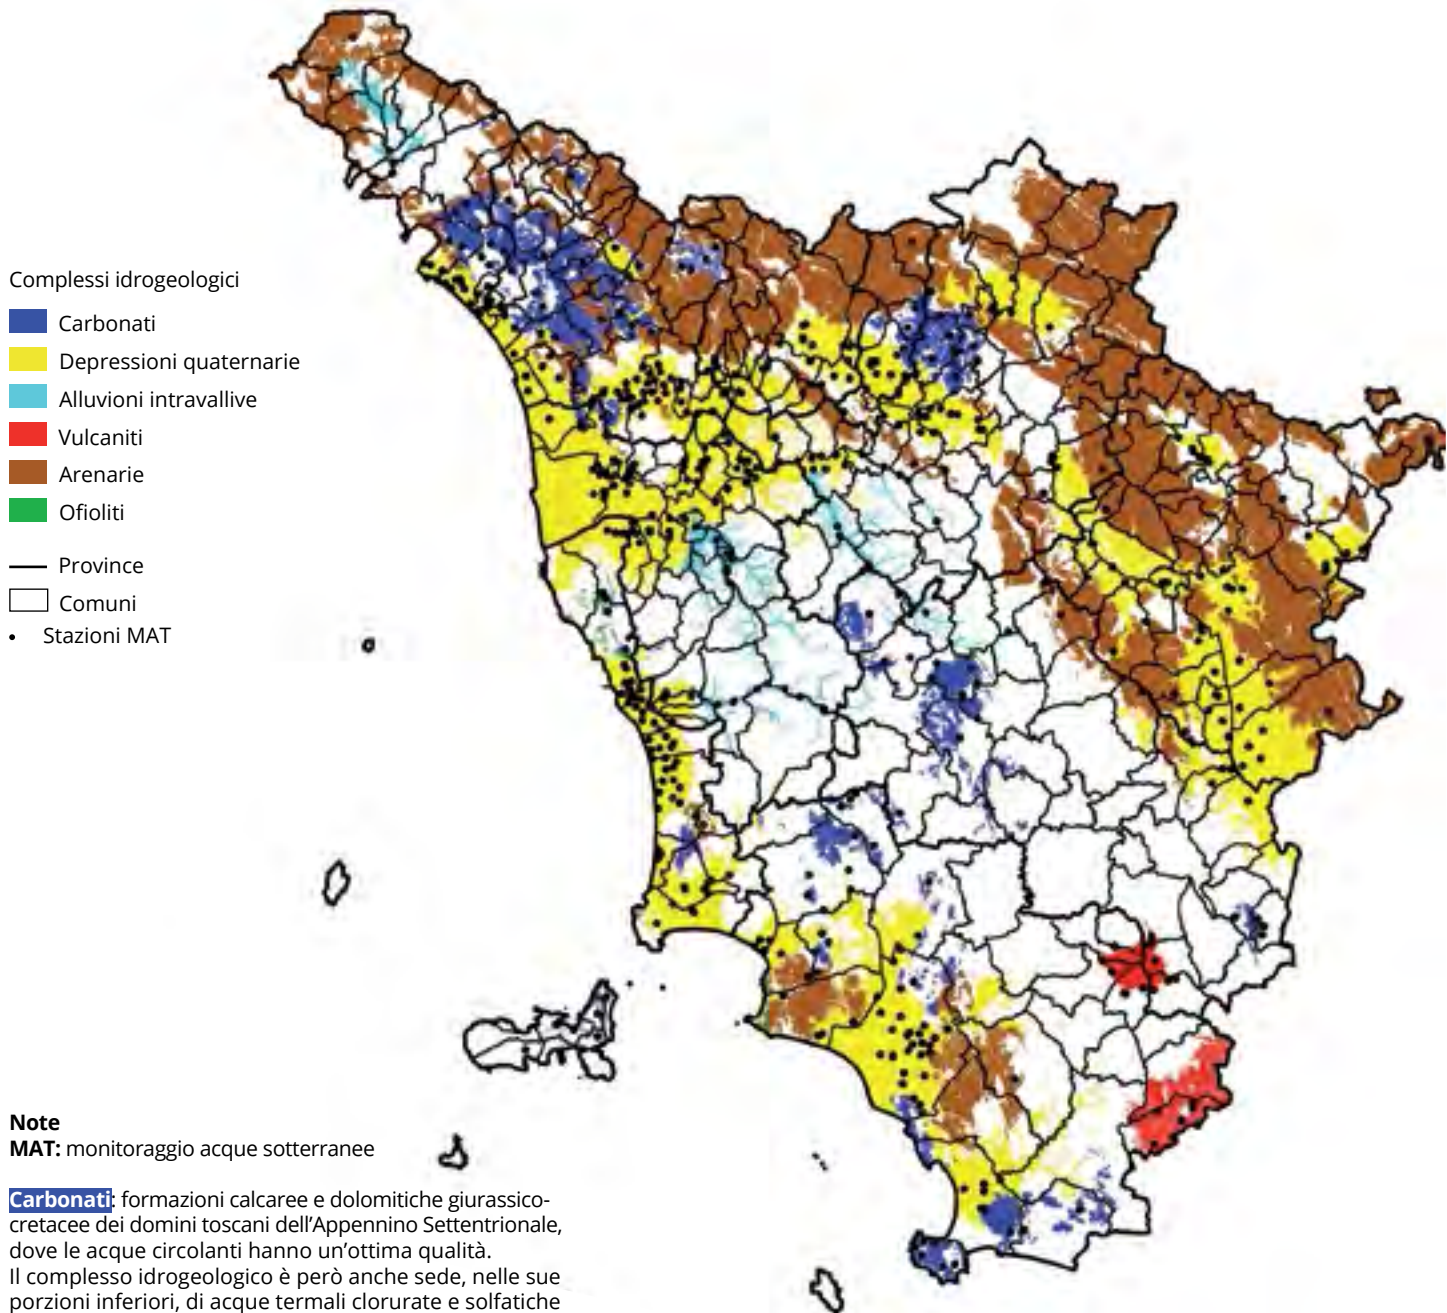 Complessi idrogeologici
Carbonati
Depressioni quaternarie
Alluvioni intravallive
Vulcaniti
Arenarie
Ofioliti
Province
Comuni
Stazioni MAT
Note
MAT: monitoraggio acque sotterranee
Carbonati: formazioni calcaree e dolomitiche giurassico-
cretacee dei domini toscani dell'Appennino Settentrionale,
dove le acque circolanti hanno un'ottima qualità.
Il complesso idrogeologico è però anche sede, nelle sue
porzioni inferiori, di acque termali clorurate e solfatiche